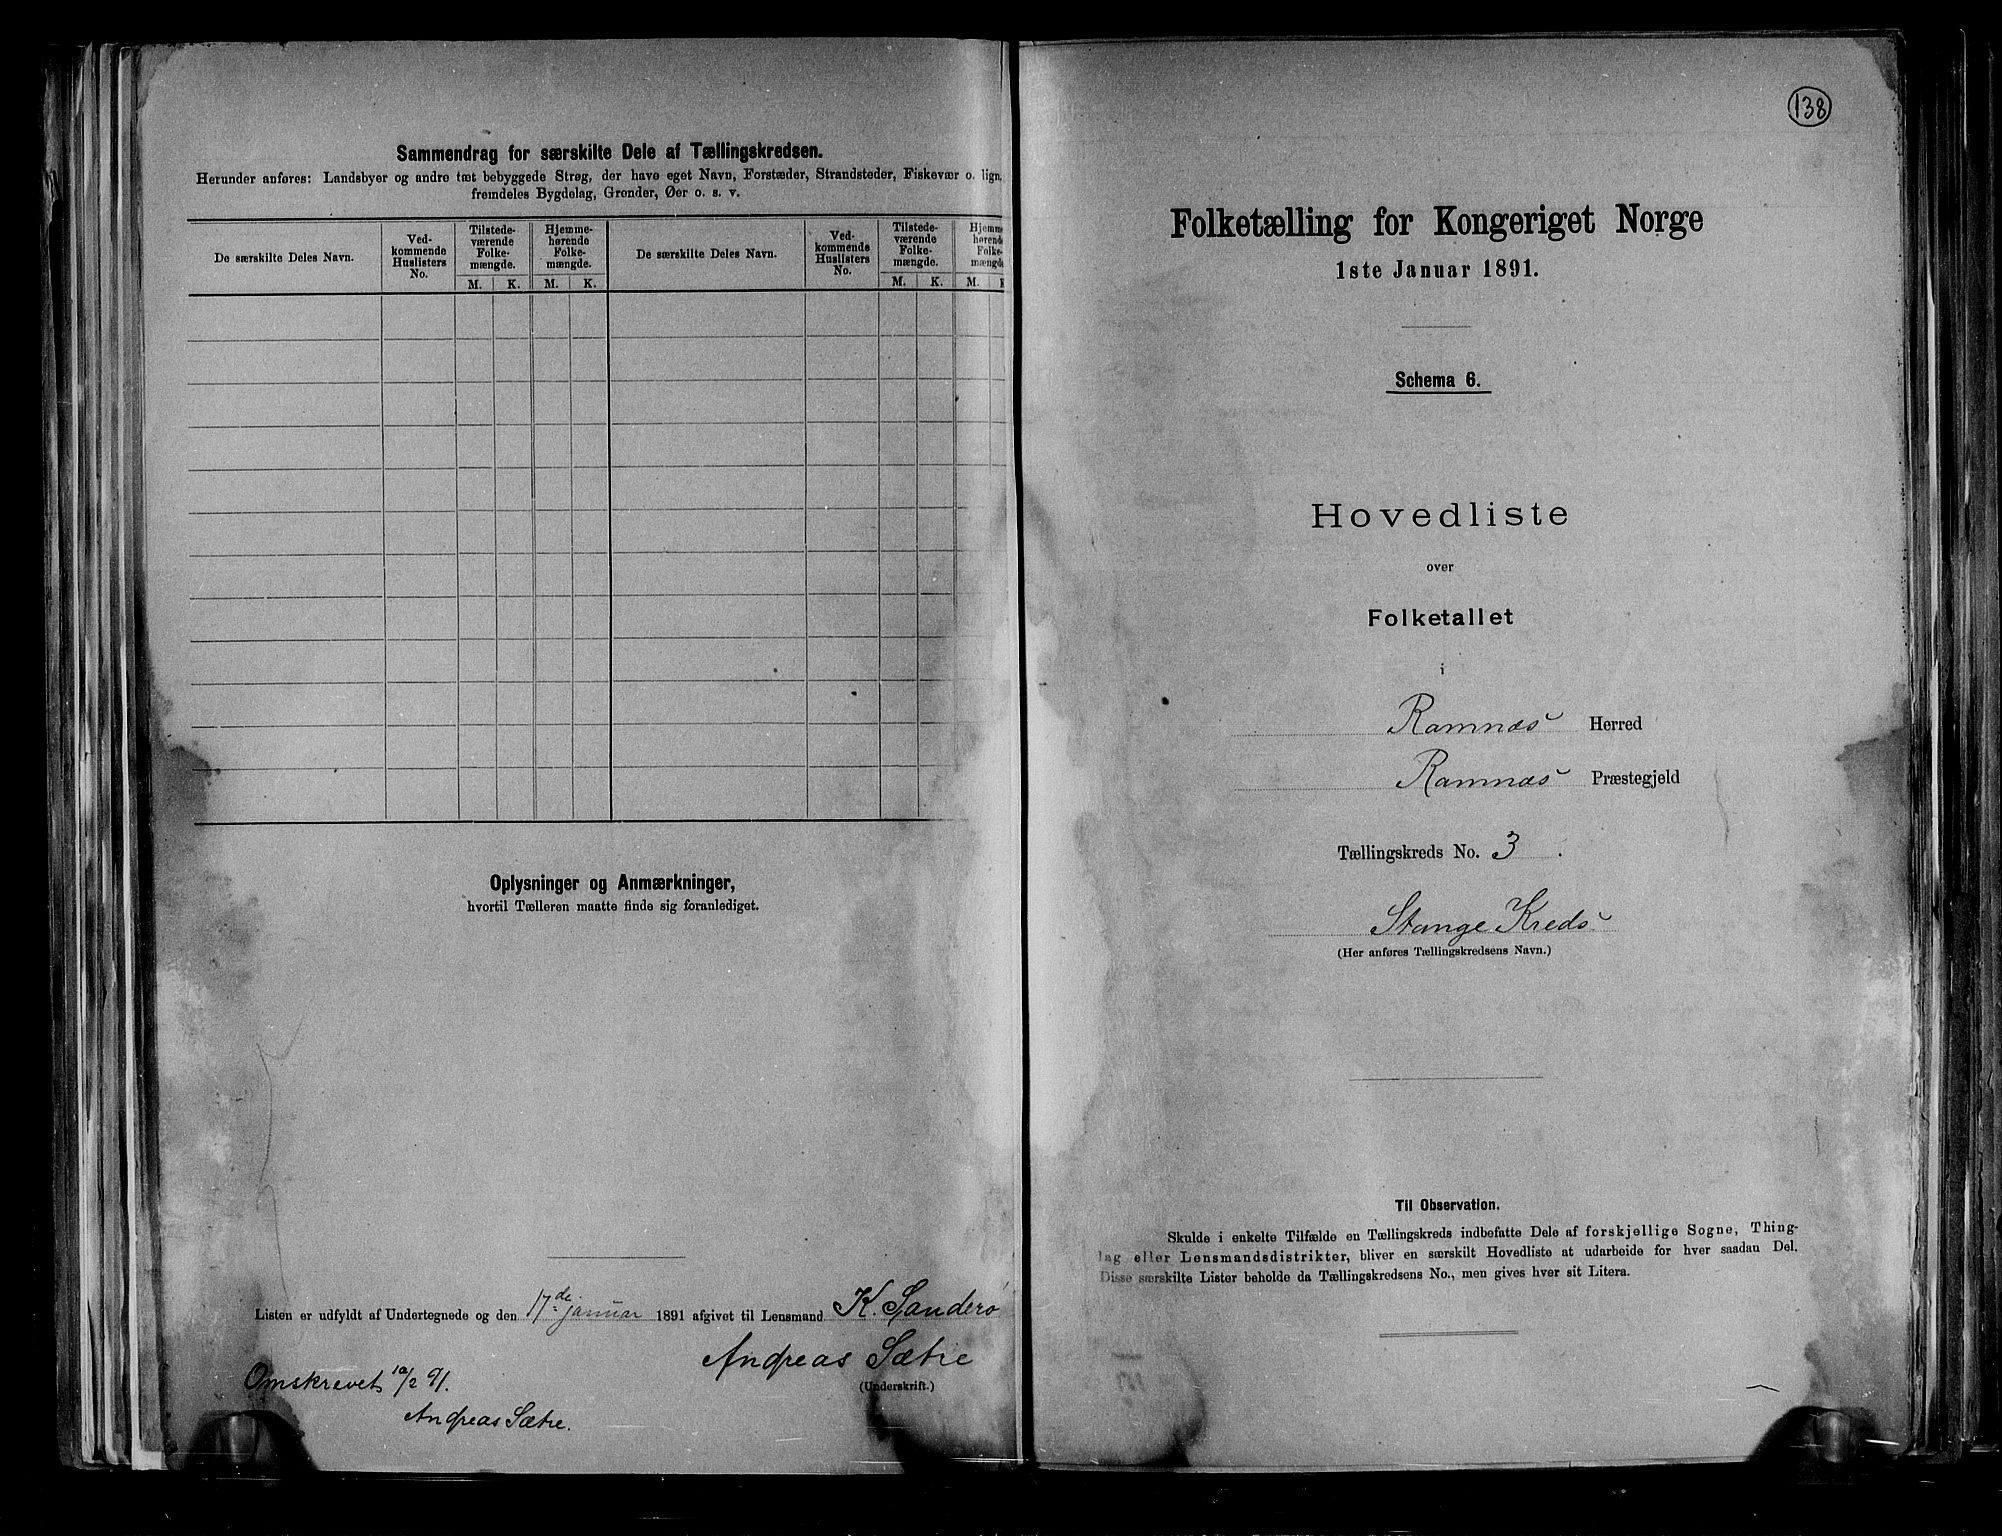 Sammendrag for særskilte Dele af Tællingskredsen.
Herunder anføres: Landsbyer og andre tæt bebyggede Strøg, der have eget Navn, Forstæder, Strandsteder, Fiskevær o. lign.
fremdeles Bygdelag, Grender, Øer o. s. v.
De særskilte Deles Navn.
Ved-
kommende
Huslisters
No.
Tilstede-
værende
Folke-
mængde.
Hjemme-
hørende
Folke-
mængde.
De særskilte Deles Navn.
Ved-
kommende
Huslisters
No.
Tilstede-
værende
Folke-
mængde.
Hjemme
hørende
Folke-
mængde
M. K. M. K. M. K. M.
Oplysninger og Anmærkninger,
hvortil Tælleren maatte finde sig foranlediget.
Listen er udfyldt af Undertegnede og den 17de januar 1891 afgivet til Lensmand K. Sanderø
Andreas Sætre
(Underskrift.)
Omskrevet 10/2 91.
Andreas Sætre.
138
Folketælling for Kongeriget Norge
1ste Januar 1891.
Schema 6.
Hovedliste
over
Folketallet
i
Ramnæs Herred
Ramnæs Præstegjeld
Tællingskreds No. 3.
Stange Kreds
(Her anføres Tællingskredsens Navn.)
Til Observation.
Skulde i enkelte Tilfælde en Tællingskreds indbefatte Dele af forskjellige Sogne, Thing-
lag eller Lensmandsdistrikter, bliver en særskilt Hovedliste at udarbeide for hver saadan Del.
Disse særskilte Lister beholde da Tællingskredsens No., men gives hver sit Litera.